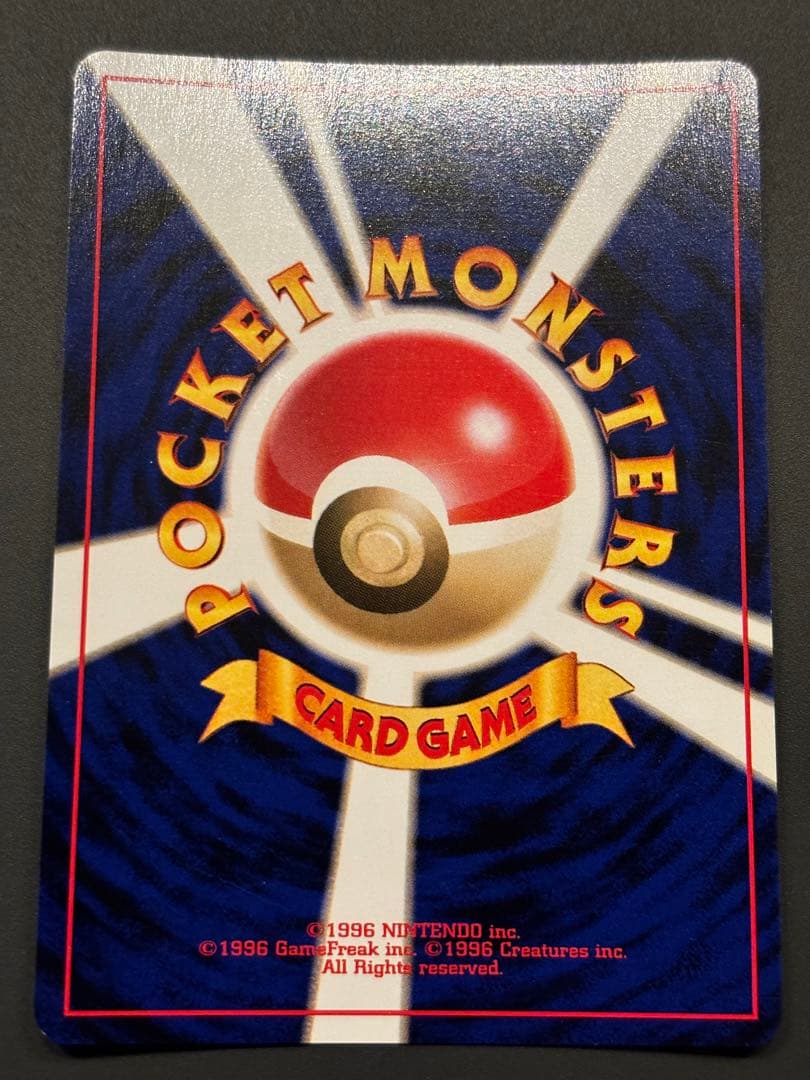 POCKET MONSTERS
CARD GAME
©1996 NINTENDO inc.
©1996 GameFreak inc. ©1996 Creatures inc.
All Rights reserved.